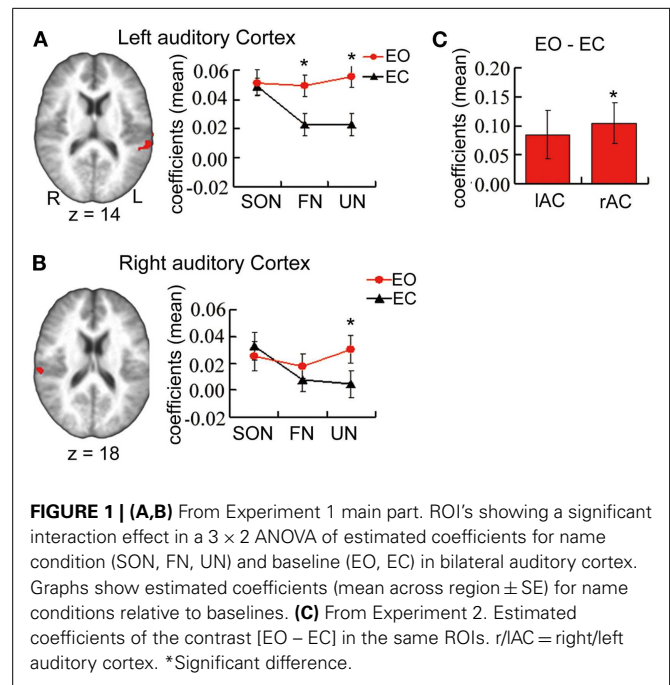 A
Left auditory Cortex
coefficients (mean)
0.06
0.04
0.02
0.00
-0.02
* *
EO
EC
SON FN UN
R L
z = 14
C
EO - EC
coefficients (mean)
0.20
0.15
0.10
0.05
0.00
*
lAC rAC
B
Right auditory Cortex
coefficients (mean)
0.06
0.04
0.02
0.00
-0.02
EO
EC
*
SON FN UN
z = 18
FIGURE 1 | (A,B) From Experiment 1 main part. ROI's showing a significant
interaction effect in a 3 × 2 ANOVA of estimated coefficients for name
condition (SON, FN, UN) and baseline (EO, EC) in bilateral auditory cortex.
Graphs show estimated coefficients (mean across region ± SE) for name
conditions relative to baselines. (C) From Experiment 2. Estimated
coefficients of the contrast [EO – EC] in the same ROIs. r/lAC = right/left
auditory cortex. *Significant difference.